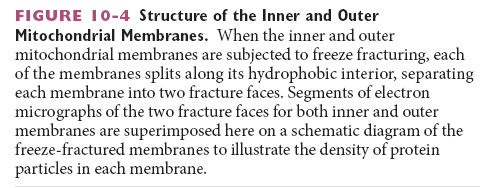 FIGURE 10-4 Structure of the Inner and Outer
Mitochondrial Membranes. When the inner and outer
mitochondrial membranes are subjected to freeze fracturing, each
of the membranes splits along its hydrophobic interior, separating
each membrane into two fracture faces. Segments of electron
micrographs of the two fracture faces for both inner and outer
membranes are superimposed here on a schematic diagram of the
freeze-fractured membranes to illustrate the density of protein
particles in each membrane.